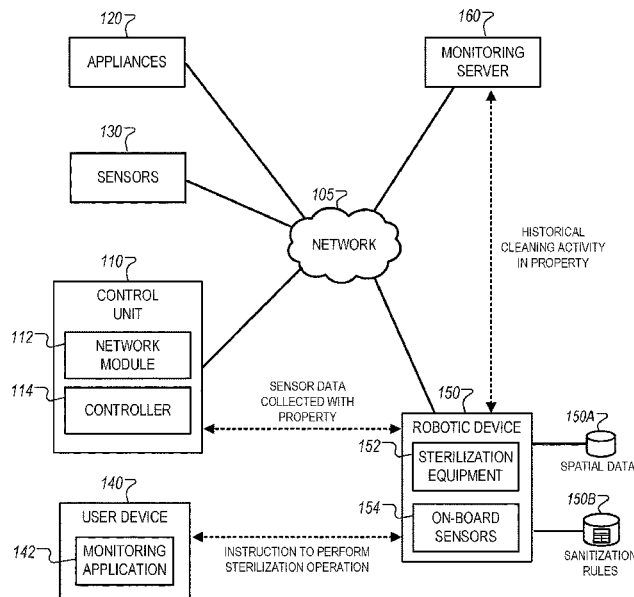 120
APPLIANCES
160
MONITORING
SERVER
130
SENSORS
105
NETWORK
HISTORICAL
CLEANING ACTIVITY
IN PROPERTY
110
CONTROL
UNIT
112
NETWORK
MODULE
114
CONTROLLER
SENSOR DATA
COLLECTED WITH
PROPERTY
150
ROBOTIC DEVICE
152
STERILIZATION
EQUIPMENT
154
ON-BOARD
SENSORS
150A
SPATIAL DATA
150B
SANITIZATION
RULES
140
USER DEVICE
142
MONITORING
APPLICATION
INSTRUCTION TO PERFORM
STERILIZATION OPERATION